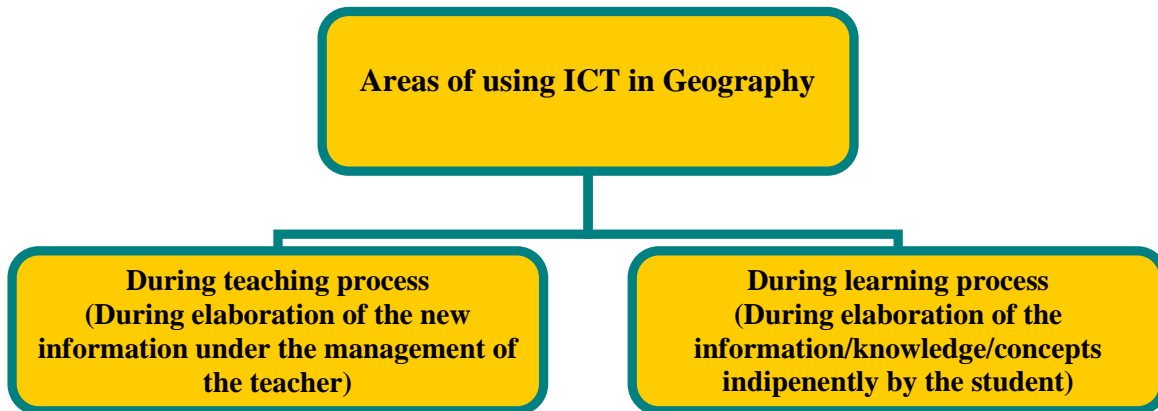 Areas of using ICT in Geography
During teaching process
(During elaboration of the new
information under the management of
the teacher)
During learning process
(During elaboration of the
information/knowledge/concepts
indipenently by the student)